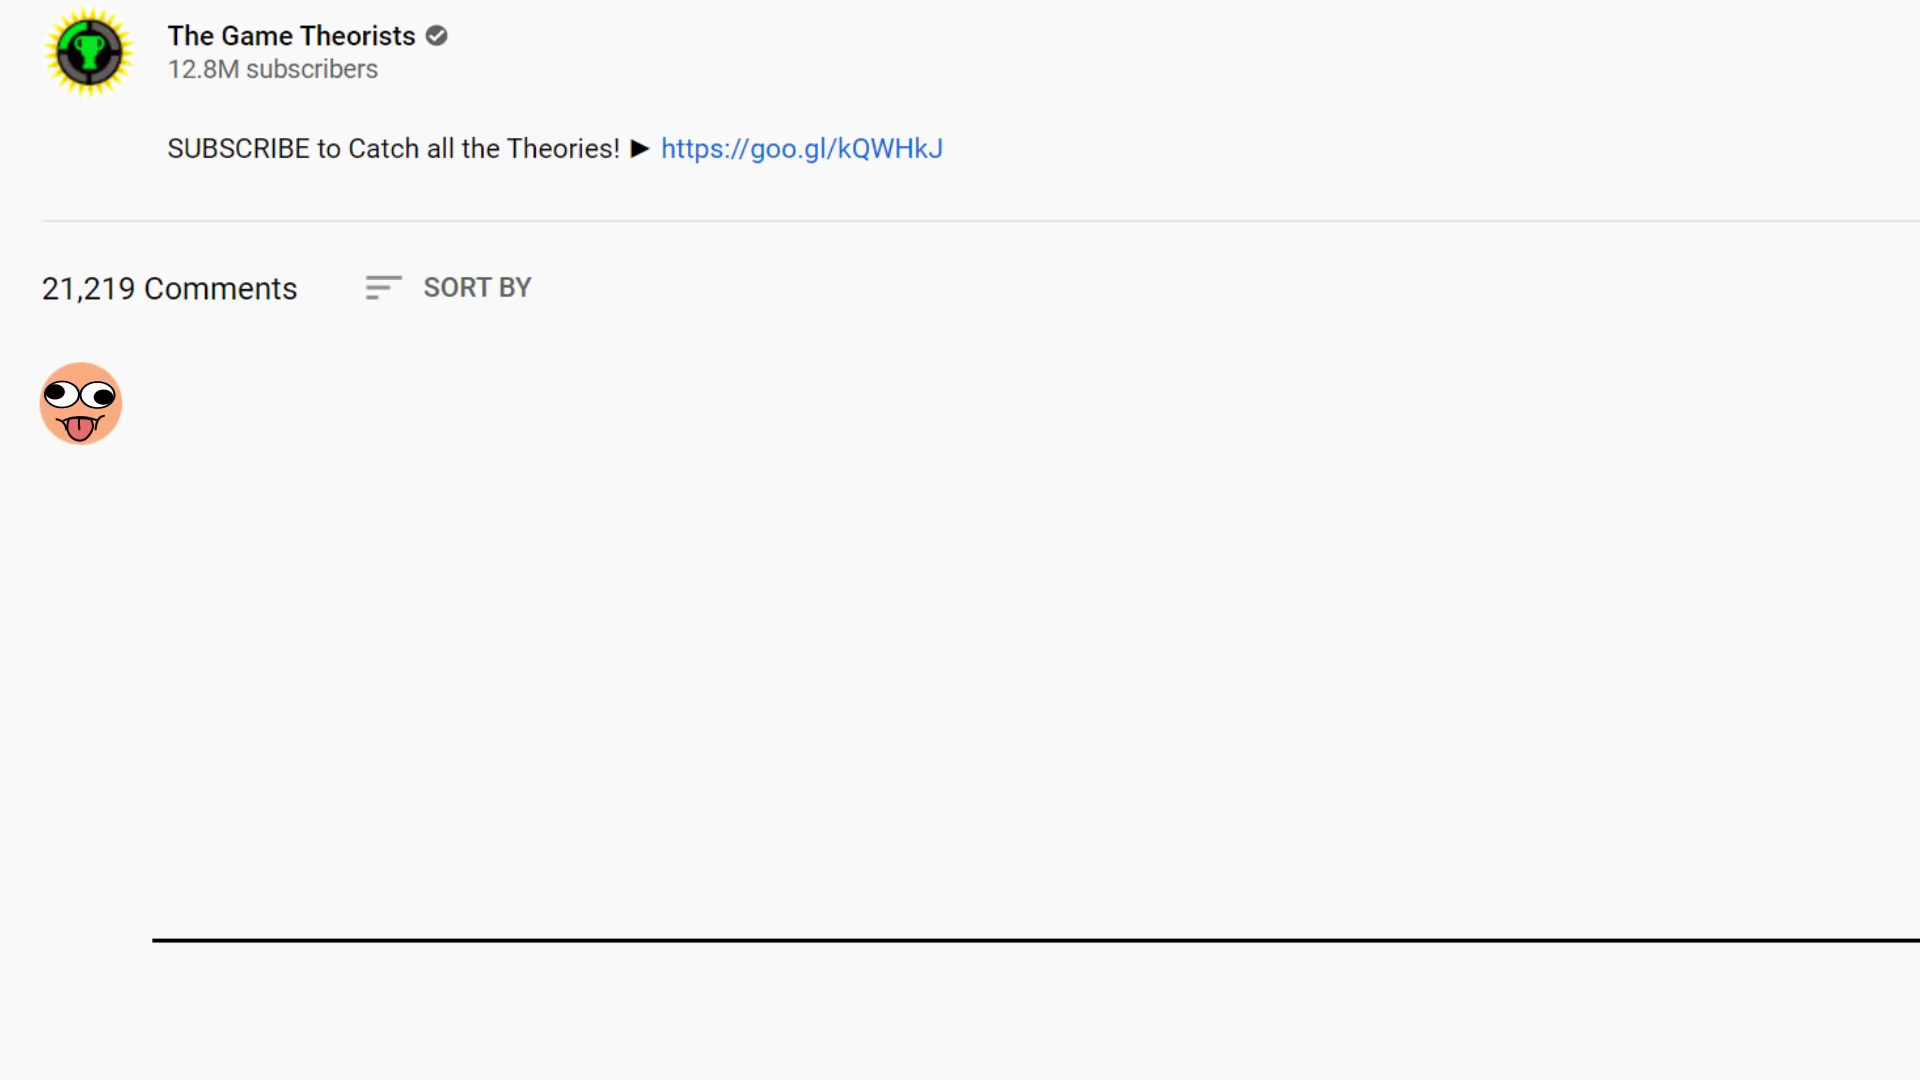 The Game Theorists
12.8M subscribers
SUBSCRIBE to Catch all the Theories! ► https://goo.gl/kQWHkJ
21,219 Comments
SORT BY